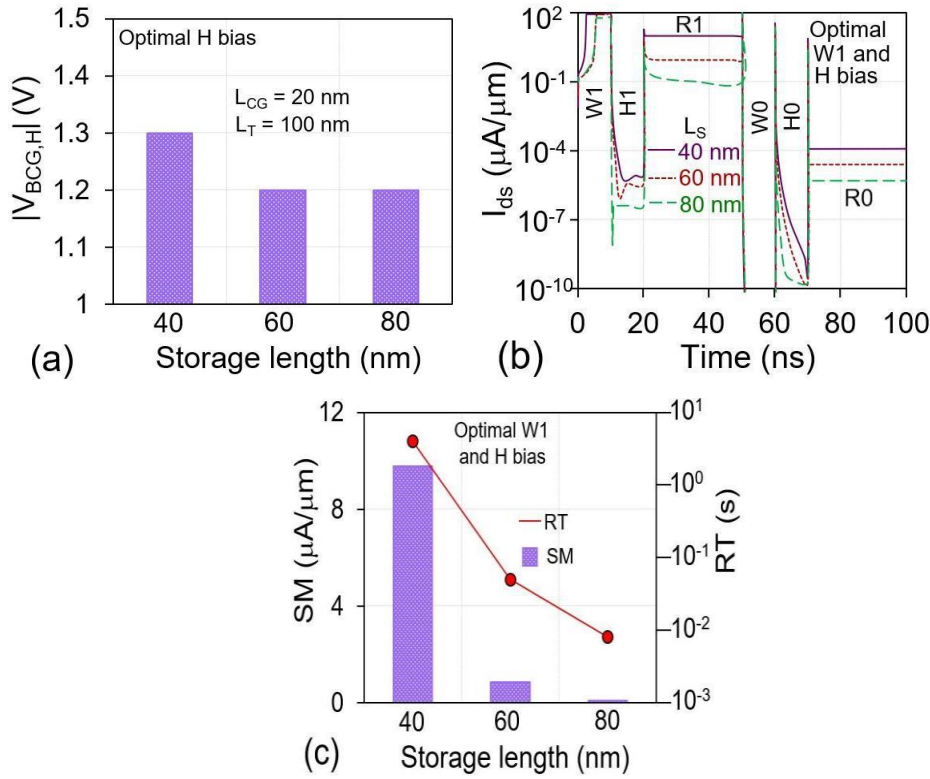 1.5
1.4
1.3
1.2
1.1
1
|V_BCG,H| (V)
Optimal H bias
L_CG = 20 nm
L_T = 100 nm
40 60 80
Storage length (nm)
(a)
10^2
10^-1
10^-4
10^-7
10^-10
I_ds (μA/μm)
W1
H1
R1
W0
H0
R0
Optimal
W1 and
H bias
L_S
40 nm
60 nm
80 nm
0 20 40 60 80 100
Time (ns)
(b)
12
8
4
0
SM (μA/μm)
Optimal W1
and H bias
RT
SM
10^1
10^0
10^-1
10^-2
10^-3
RT (s)
40 60 80
Storage length (nm)
(c)